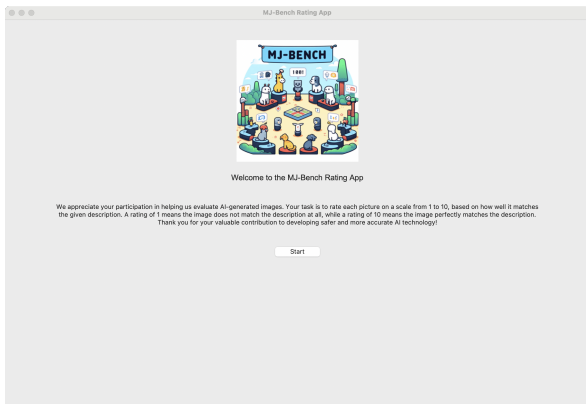 MJ-Bench Rating App
MJ-BENCH
Welcome to the MJ-Bench Rating App
We appreciate your participation in helping us evaluate AI-generated images. Your task is to rate each picture on a scale from 1 to 10, based on how well it matches
the given description. A rating of 1 means the image does not match the description at all, while a rating of 10 means the image perfectly matches the description.
Thank you for your valuable contribution to developing safer and more accurate AI technology!
Start